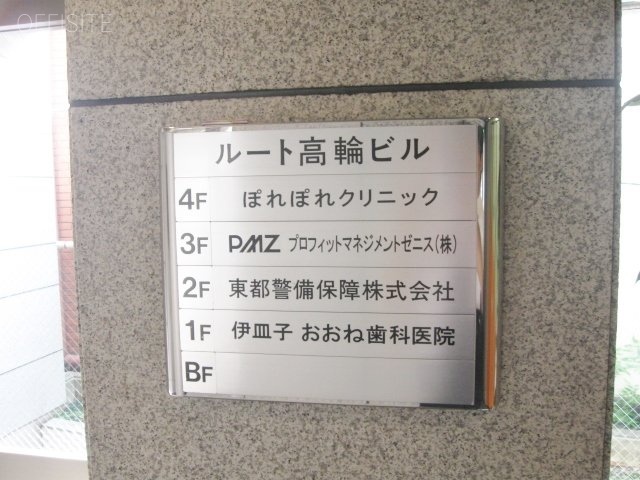 OFFISITE
ルート高輪ビル
4F ぽれぽれクリニック
3F PMZ プロフィットマネジメントゼニス(株)
2F 東都警備保障株式会社
1F 伊皿子 おおね歯科医院
BF